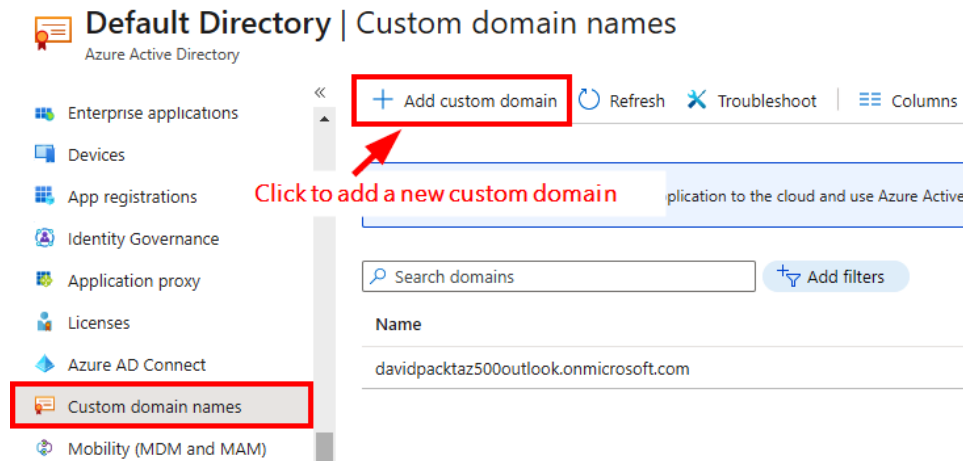 Default Directory | Custom domain names
Azure Active Directory
«
Enterprise applications
Devices
App registrations
Identity Governance
Application proxy
Licenses
Azure AD Connect
Custom domain names
Mobility (MDM and MAM)
+ Add custom domain Refresh Troubleshoot Columns
Click to add a new custom domain
plication to the cloud and use Azure Active
Search domains Add filters
Name
davidpacktaz500outlook.onmicrosoft.com